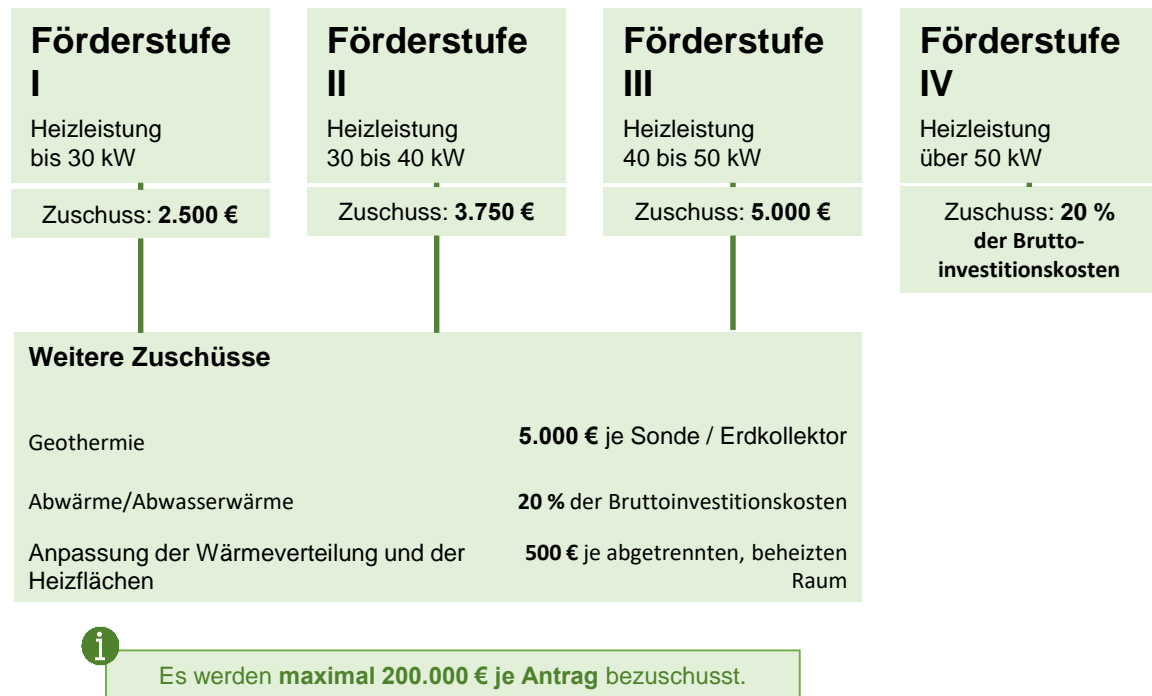 Förderstufe
I
Heizleistung
bis 30 kW
Zuschuss: 2.500 €
Förderstufe
II
Heizleistung
30 bis 40 kW
Zuschuss: 3.750 €
Förderstufe
III
Heizleistung
40 bis 50 kW
Zuschuss: 5.000 €
Förderstufe
IV
Heizleistung
über 50 kW
Zuschuss: 20 %
der Brutto-
investitionskosten
Weitere Zuschüsse
Geothermie
5.000 € je Sonde / Erdkollektor
Abwärme/Abwasserwärme
20 % der Bruttoinvestitionskosten
Anpassung der Wärmeverteilung und der
Heizflächen
500 € je abgetrennten, beheizten
Raum
i
Es werden maximal 200.000 € je Antrag bezuschusst.